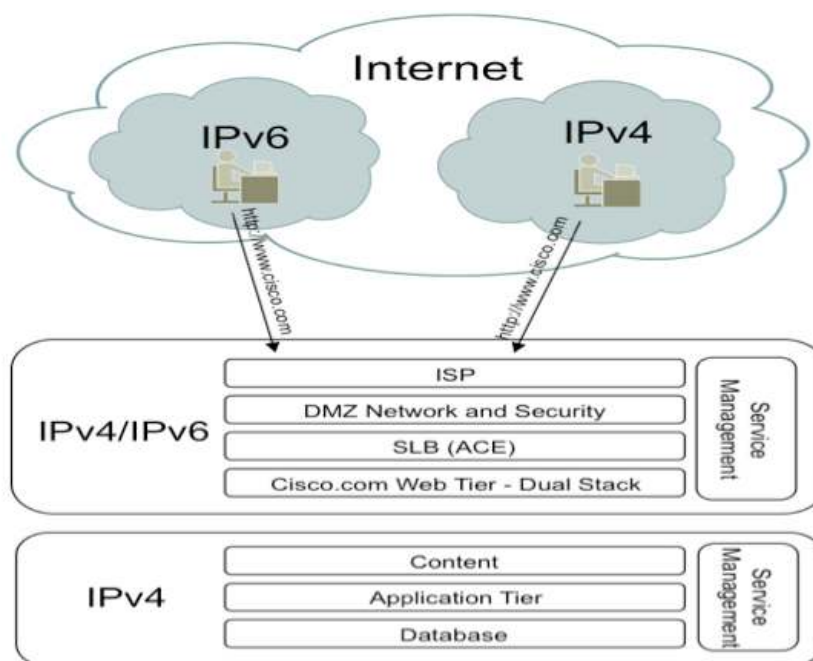 Internet
IPv6
IPv4
http://www.cisco.com
http://www.cisco.com
IPv4/IPv6
ISP
DMZ Network and Security
SLB (ACE)
Cisco.com Web Tier - Dual Stack
Service
Management
IPv4
Content
Application Tier
Database
Service
Management